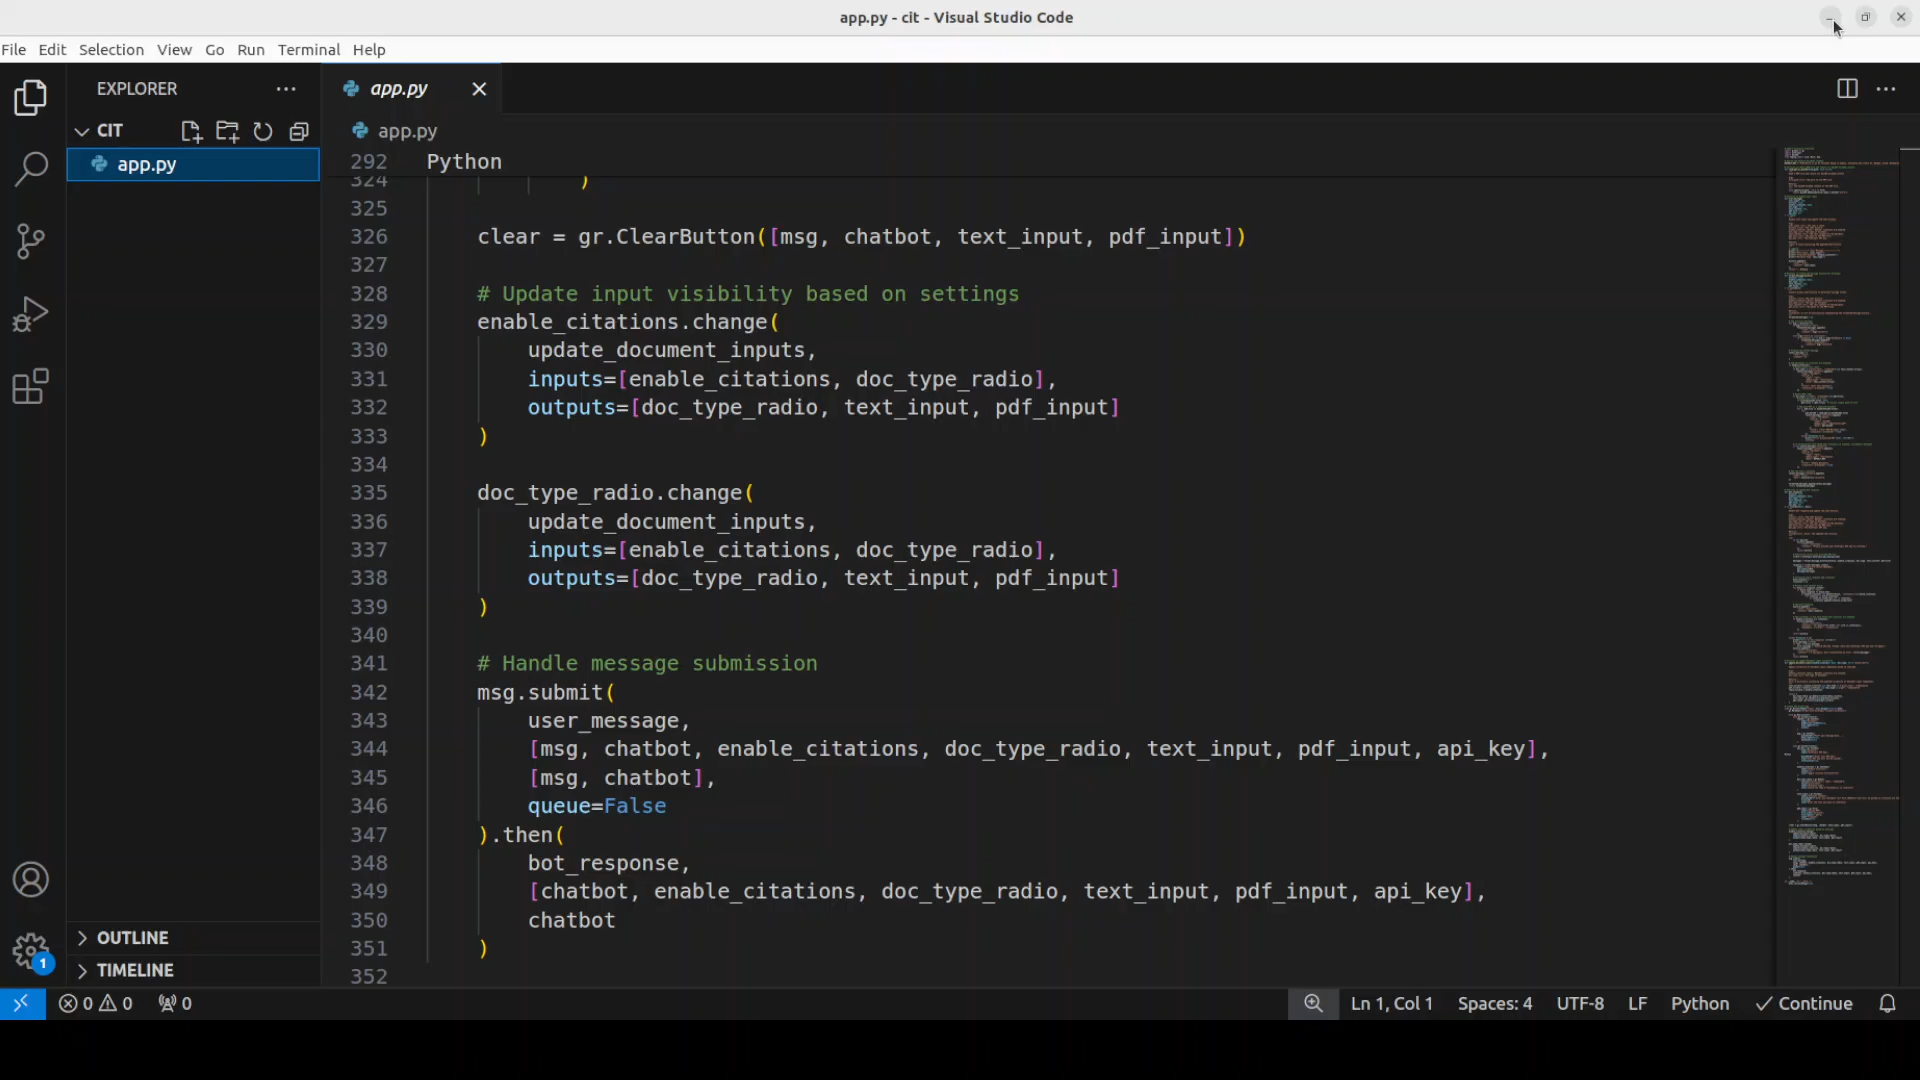 app.py - cit - Visual Studio Code
File Edit Selection View Go Run Terminal Help
EXPLORER
app.py
CIT
app.py
app.py
292 Python
324 )
325
326 clear = gr.ClearButton([msg, chatbot, text_input, pdf_input])
327
328 # Update input visibility based on settings
329 enable_citations.change(
330 update_document_inputs,
331 inputs=[enable_citations, doc_type_radio],
332 outputs=[doc_type_radio, text_input, pdf_input]
333 )
334
335 doc_type_radio.change(
336 update_document_inputs,
337 inputs=[enable_citations, doc_type_radio],
338 outputs=[doc_type_radio, text_input, pdf_input]
339 )
340
341 # Handle message submission
342 msg.submit(
343 user_message,
344 [msg, chatbot, enable_citations, doc_type_radio, text_input, pdf_input, api_key],
345 [msg, chatbot],
346 queue=False
347 ).then(
348 bot_response,
349 [chatbot, enable_citations, doc_type_radio, text_input, pdf_input, api_key],
350 chatbot
351 )
352
OUTLINE
TIMELINE
1
0 0 0 Ln 1, Col 1 Spaces: 4 UTF-8 LF Python Continue